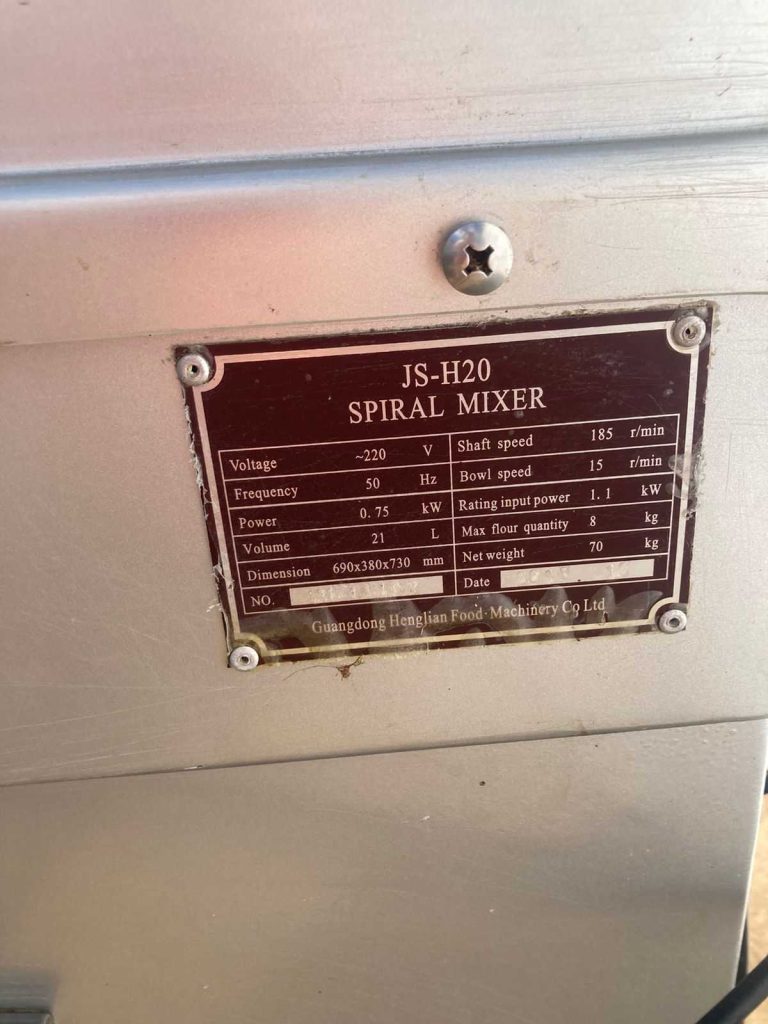 JS-H20
SPIRAL MIXER
Voltage ~220 V
Frequency 50 Hz
Power 0.75 kW
Volume 21 L
Dimension 690x380x730 mm
NO.
Shaft speed 185 r/min
Bowl speed 15 r/min
Rating input power 1.1 kW
Max flour quantity 8 kg
Net weight 70 kg
Date
Guangdong Henglian Food·Machinery Co Ltd